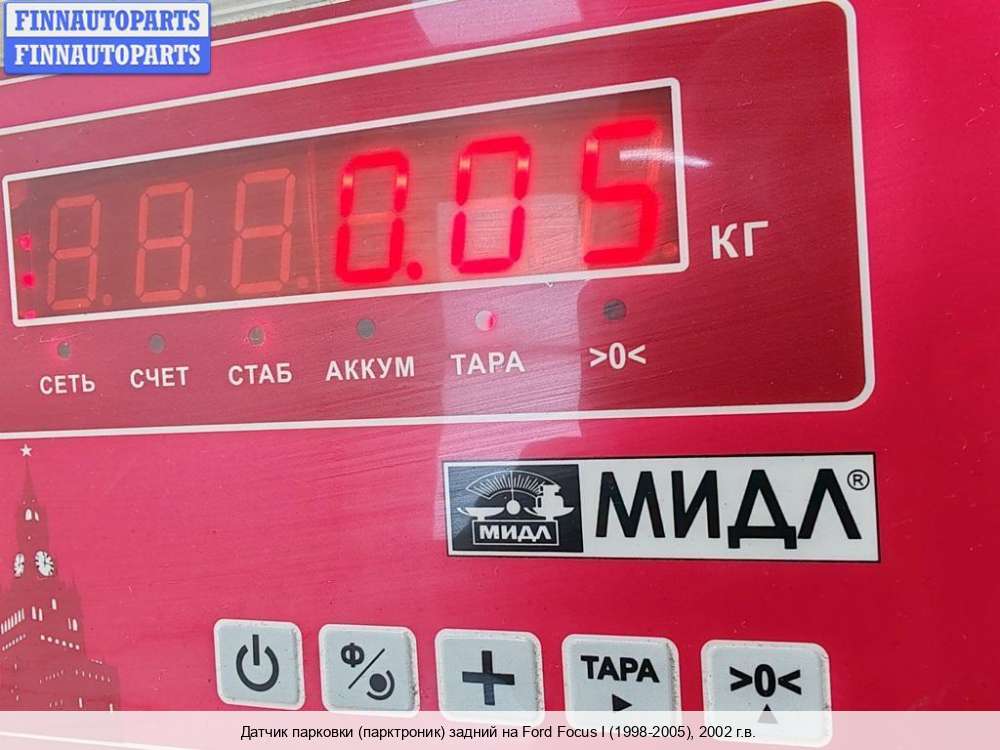 FINNAUTOPARTS
FINNAUTOPARTS
0.05 КГ
СЕТЬ СЧЕТ СТАБ АККУМ ТАРА >0<
МИДЛ МИДЛ®
Ф ТАРА >0<
Датчик парковки (парктроник) задний на Ford Focus I (1998-2005), 2002 г.в.